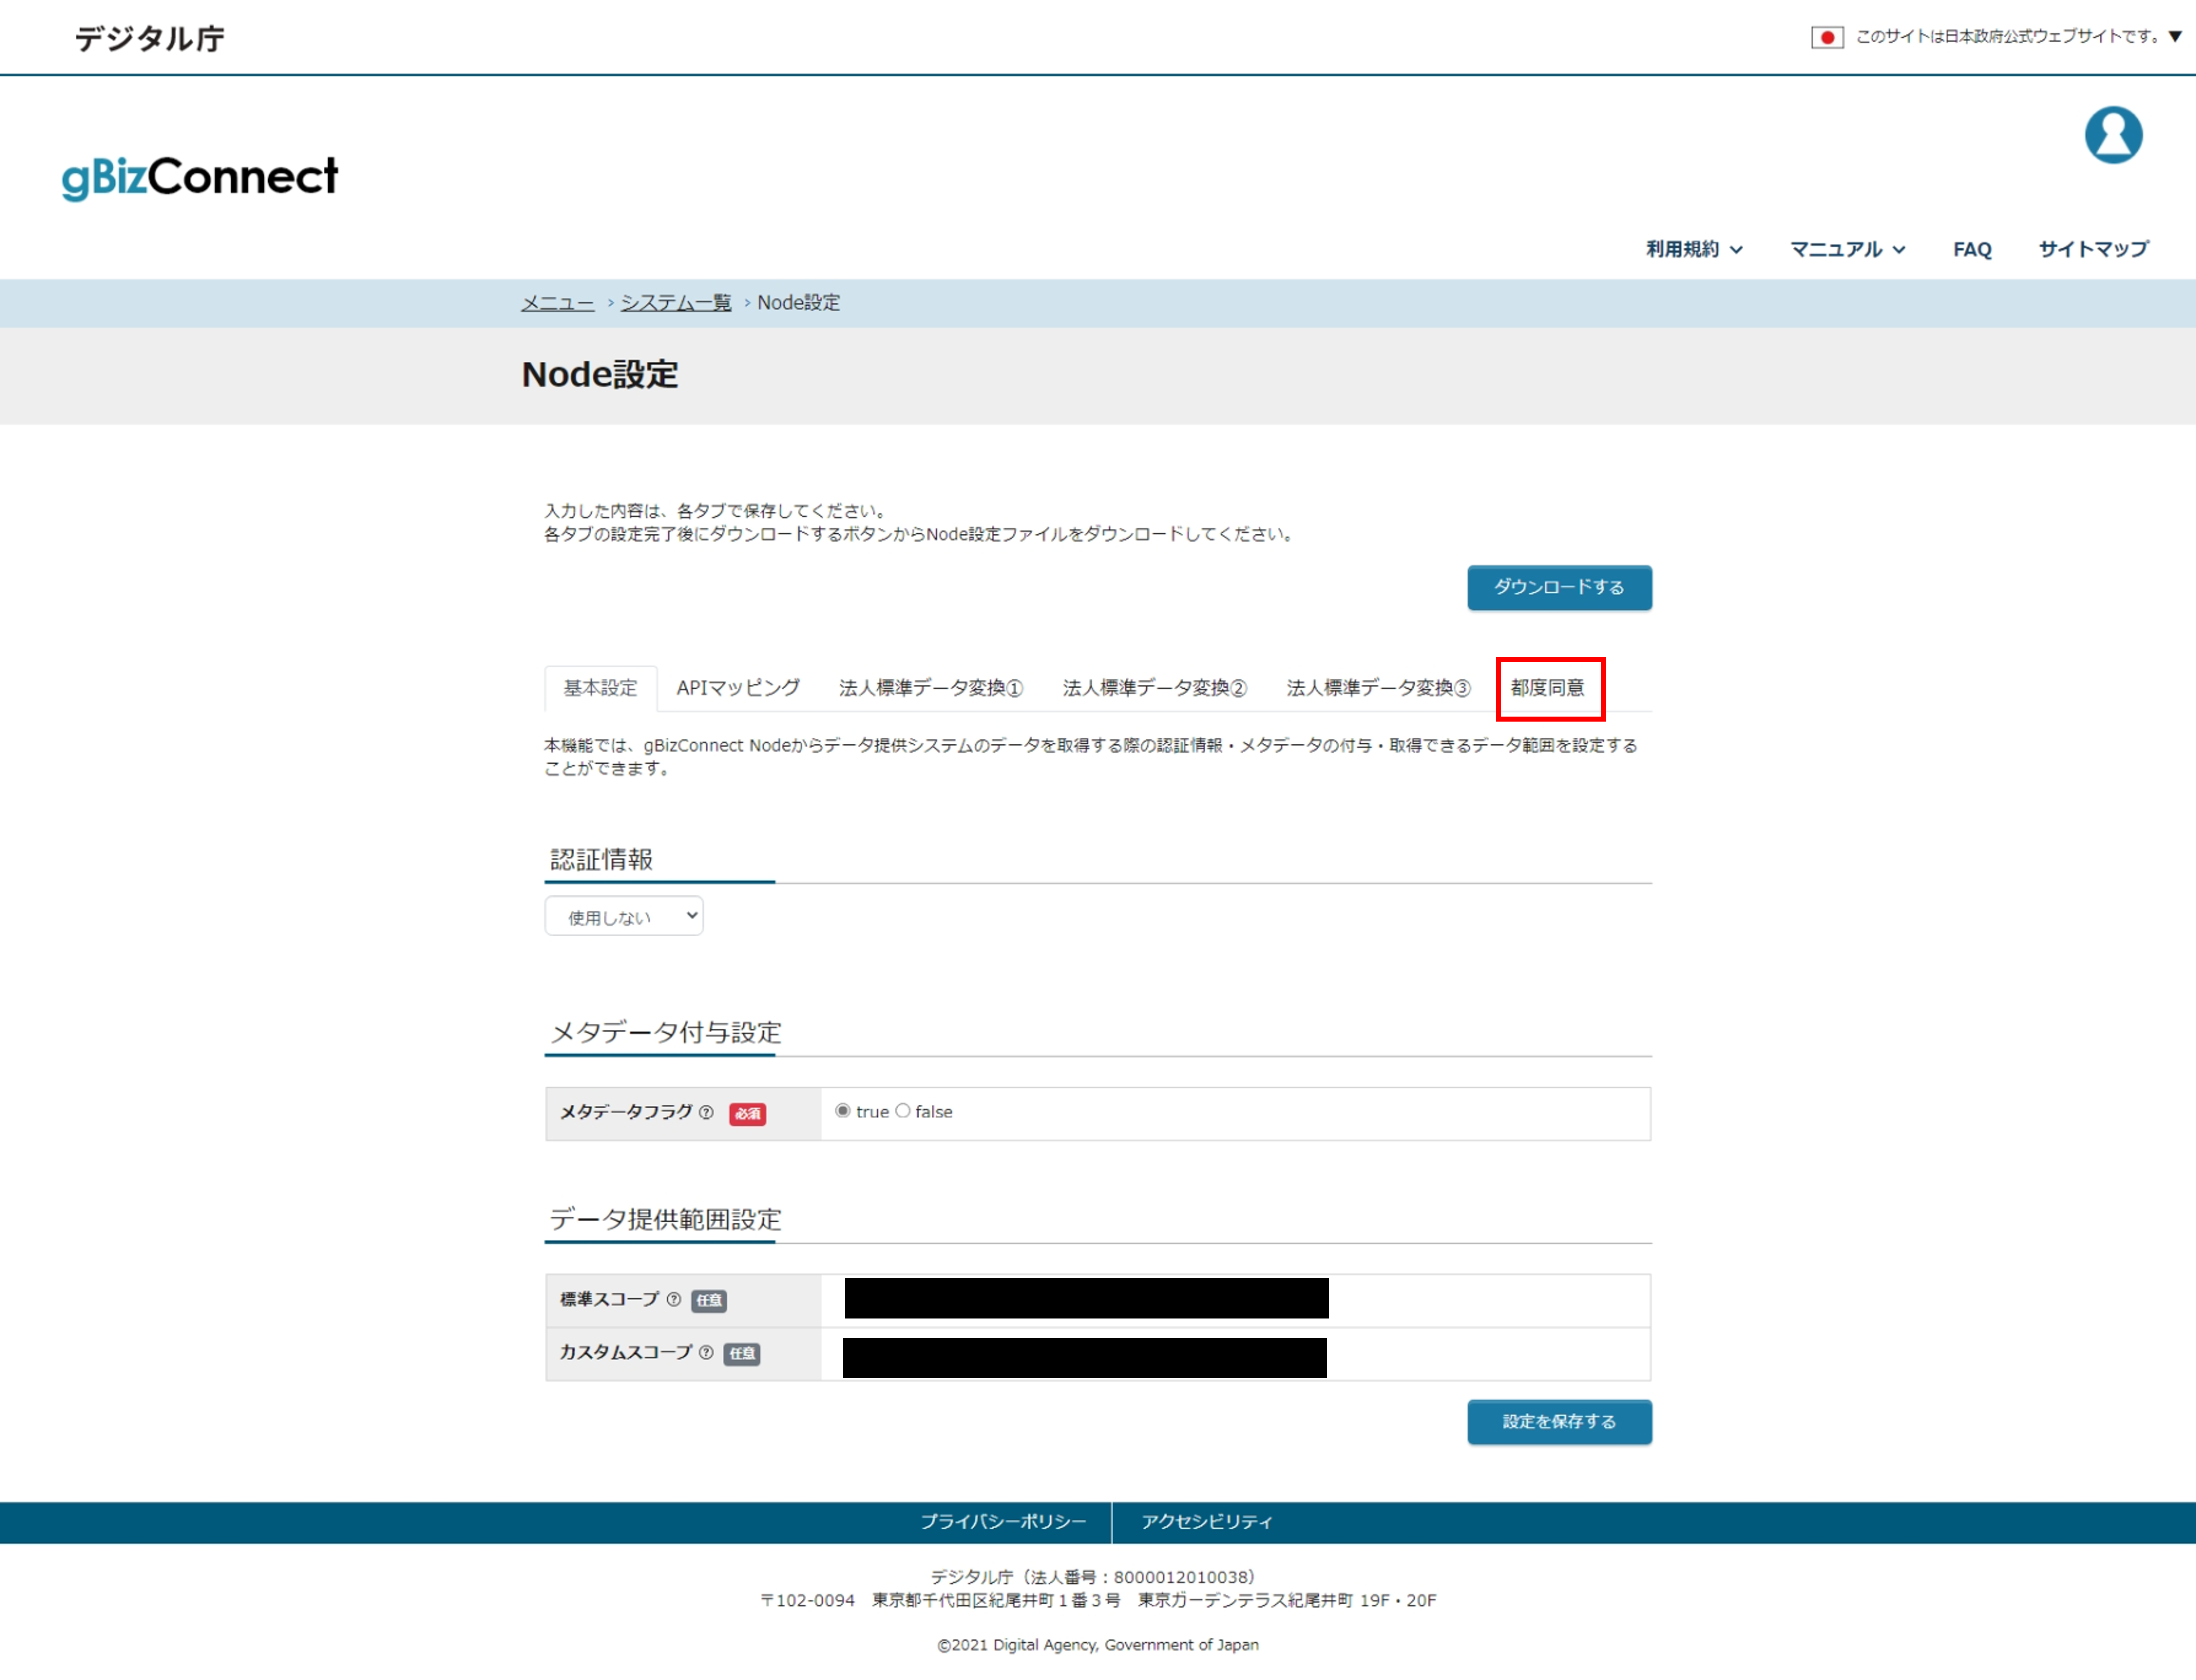 デジタル庁
このサイトは日本政府公式ウェブサイトです。▼
gBizConnect
利用規約 マニュアル FAQ サイトマップ
メニュー > システム一覧 > Node設定
Node設定
入力した内容は、各タブで保存してください。
各タブの設定完了後にダウンロードするボタンからNode設定ファイルをダウンロードしてください。
ダウンロードする
基本設定 APIマッピング 法人標準データ変換① 法人標準データ変換② 法人標準データ変換③ 都度同意
本機能では、gBizConnect Nodeからデータ提供システムのデータを取得する際の認証情報・メタデータの付与・取得できるデータ範囲を設定する
ことができます。
認証情報
使用しない
メタデータ付与設定
メタデータフラグ ? 必須 true false
データ提供範囲設定
標準スコープ ? 任意
カスタムスコープ ? 任意
設定を保存する
プライバシーポリシー アクセシビリティ
デジタル庁（法人番号：8000012010038）
〒102-0094 東京都千代田区紀尾井町１番３号 東京ガーデンテラス紀尾井町 19F・20F
©2021 Digital Agency, Government of Japan